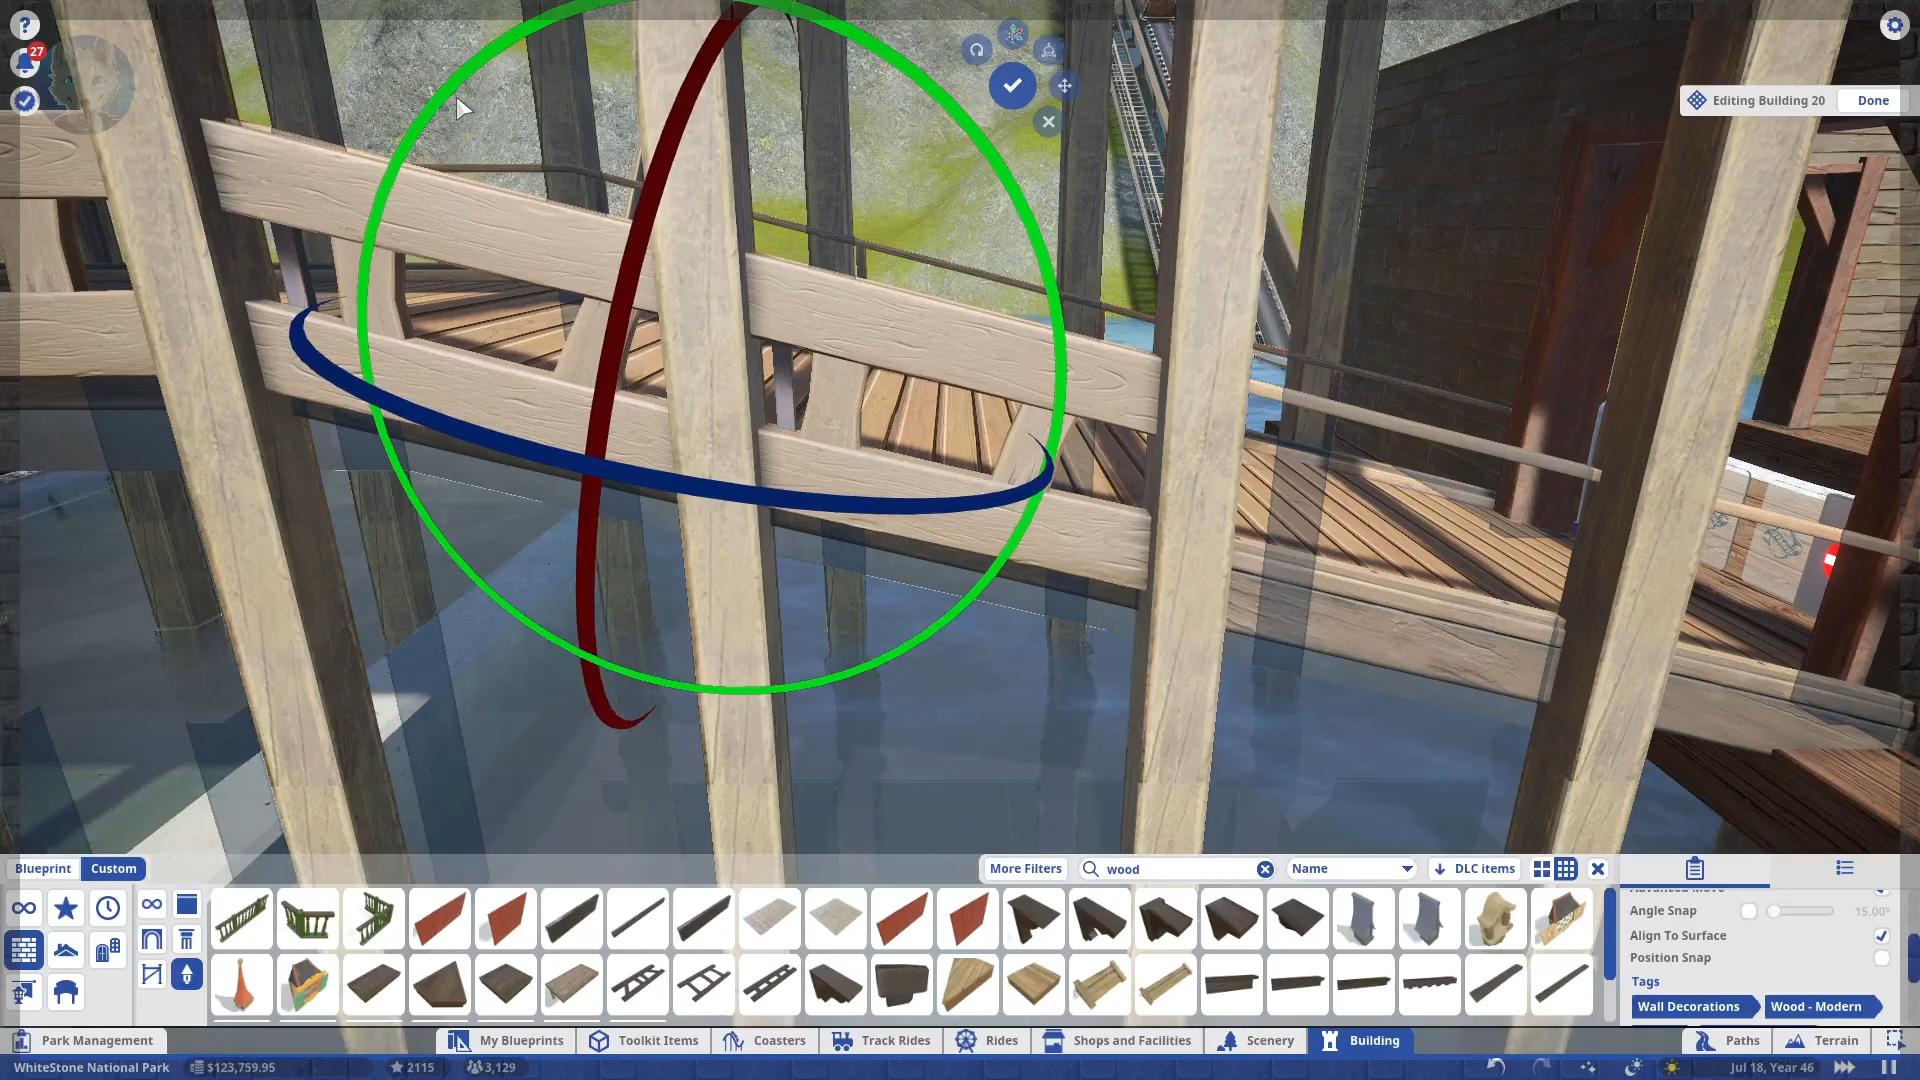 ?
27
Editing Building 20
Done
Blueprint
Custom
More Filters
wood
Name
DLC items
Angle Snap
15.00°
Align To Surface
Position Snap
Tags
Wall Decorations
Wood - Modern
Park Management
My Blueprints
Toolkit Items
Coasters
Track Rides
Rides
Shops and Facilities
Scenery
Building
Paths
Terrain
WhiteStone National Park
$123,759.95
2115
3,129
Jul 18, Year 46